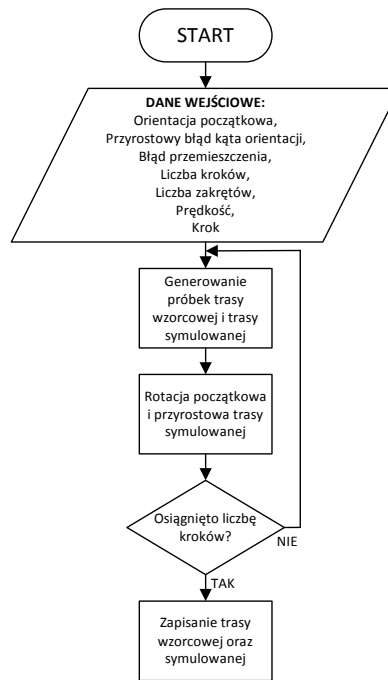 START
DANE WEJŚCIOWE:
Orientacja początkowa,
Przyrostowy błąd kąta orientacji,
Błąd przemieszczenia,
Liczba kroków,
Liczba zakrętów,
Prędkość,
Krok
Generowanie
próbek trasy
wzorcowej i trasy
symulowanej
Rotacja początkowa
i przyrostowa trasy
symulowanej
Osiągnięto liczbę
kroków?
NIE
TAK
Zapisanie trasy
wzorcowej oraz
symulowanej